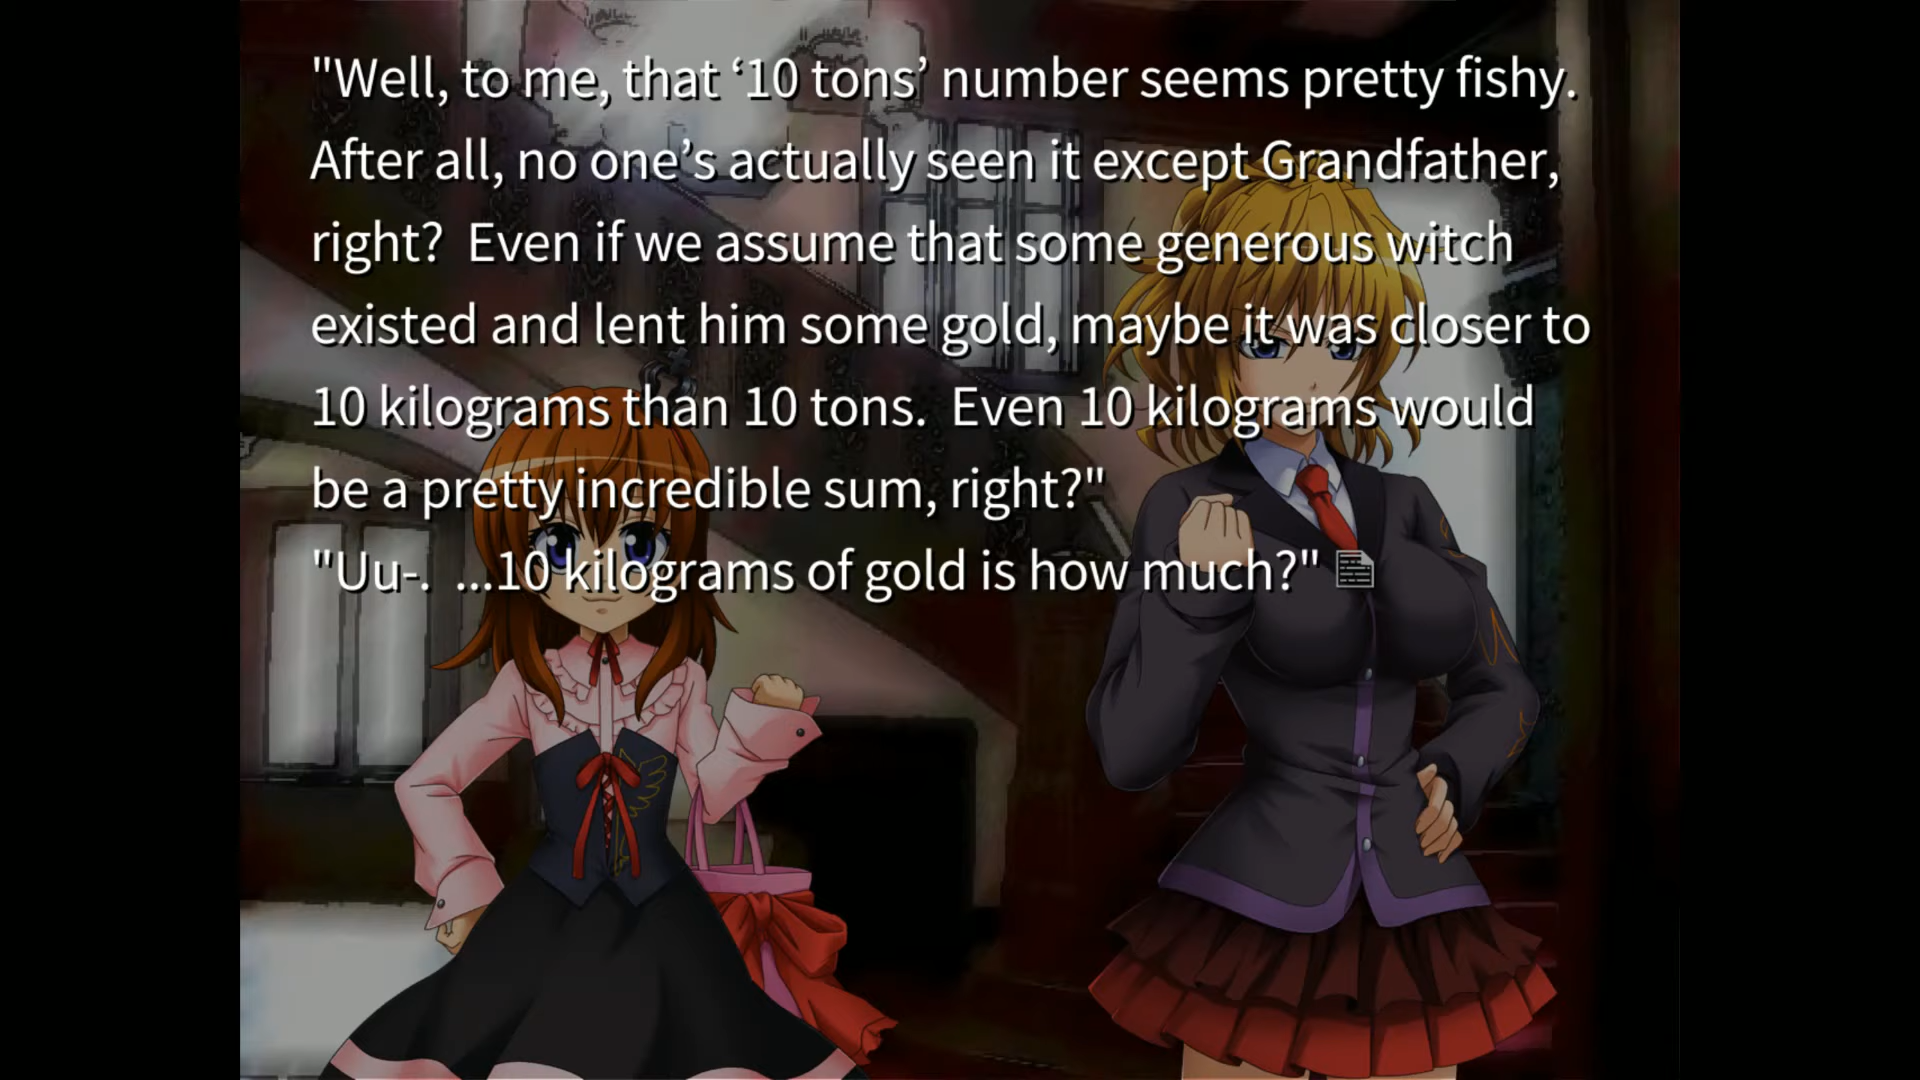 "Well, to me, that ‘10 tons’ number seems pretty fishy.
After all, no one’s actually seen it except Grandfather,
right?  Even if we assume that some generous witch
existed and lent him some gold, maybe it was closer to
10 kilograms than 10 tons.  Even 10 kilograms would
be a pretty incredible sum, right?"
"Uu-.  ...10 kilograms of gold is how much?"